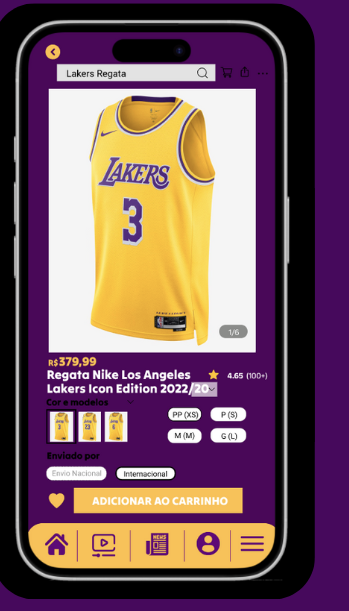 Lakers Regata
LAKERS
3
1/6
R$379,99
Regata Nike Los Angeles
Lakers Icon Edition 2022/20
4.65 (100+)
Cor e modelos
PP (XS)
P (S)
M (M)
G (L)
Enviado por
Envio Nacional
Internacional
ADICIONAR AO CARRINHO
NEWS